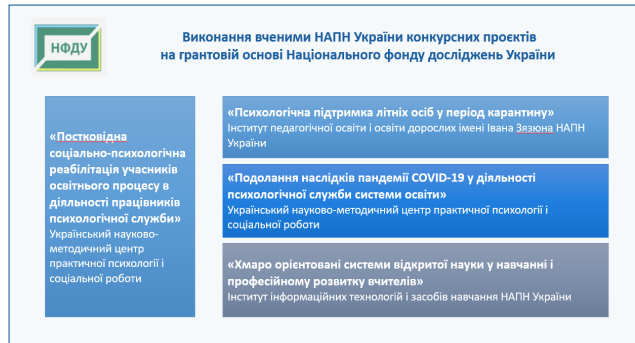 НФДУ
Виконання вченими НАПН України конкурсних проєктів
на грантовій основі Національного фонду досліджень України
«Постковідна
соціально-психологічна
реабілітація учасників
освітнього процесу в
діяльності працівників
психологічної служби»
Український науково-
методичний центр
практичної психології і
соціальної роботи
«Психологічна підтримка літніх осіб у період карантину»
Інститут педагогічної освіти і освіти дорослих імені Івана Зязюна НАПН
України
«Подолання наслідків пандемії COVID-19 у діяльності
психологічної служби системи освіти»
Український науково-методичний центр практичної психології і
соціальної роботи
«Хмаро орієнтовані системи відкритої науки у навчанні і
професійному розвитку вчителів»
Інститут інформаційних технологій і засобів навчання НАПН України